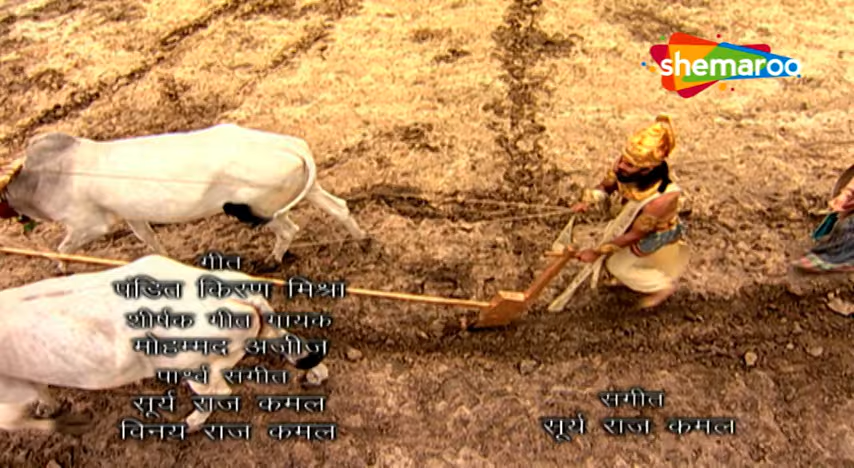 shemaroo
गीत
पंडित किरण मिश्रा
शीर्षक गीत गायक
मोहम्मद अजीज
पार्श्व संगीत
सूर्य राज कमल
विनय राज कमल
संगीत
सूर्य राज कमल